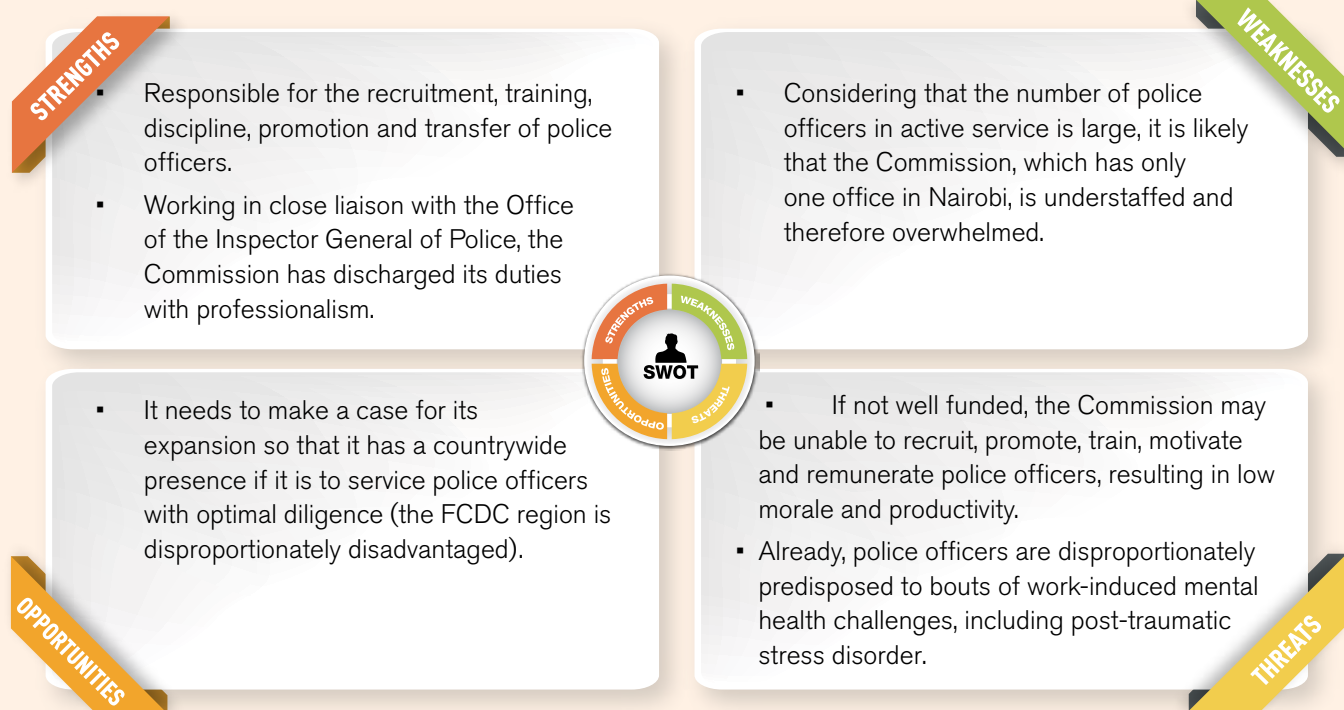 STRENGTHS
▪ Responsible for the recruitment, training,
discipline, promotion and transfer of police
officers.
▪ Working in close liaison with the Office
of the Inspector General of Police, the
Commission has discharged its duties
with professionalism.
WEAKNESSES
▪ Considering that the number of police
officers in active service is large, it is likely
that the Commission, which has only
one office in Nairobi, is understaffed and
therefore overwhelmed.
STRENGTHS
WEAKNESSES
SWOT
OPPORTUNITIES
THREATS
OPPORTUNITIES
▪ It needs to make a case for its
expansion so that it has a countrywide
presence if it is to service police officers
with optimal diligence (the FCDC region is
disproportionately disadvantaged).
THREATS
▪ If not well funded, the Commission may
be unable to recruit, promote, train, motivate
and remunerate police officers, resulting in low
morale and productivity.
▪ Already, police officers are disproportionately
predisposed to bouts of work-induced mental
health challenges, including post-traumatic
stress disorder.